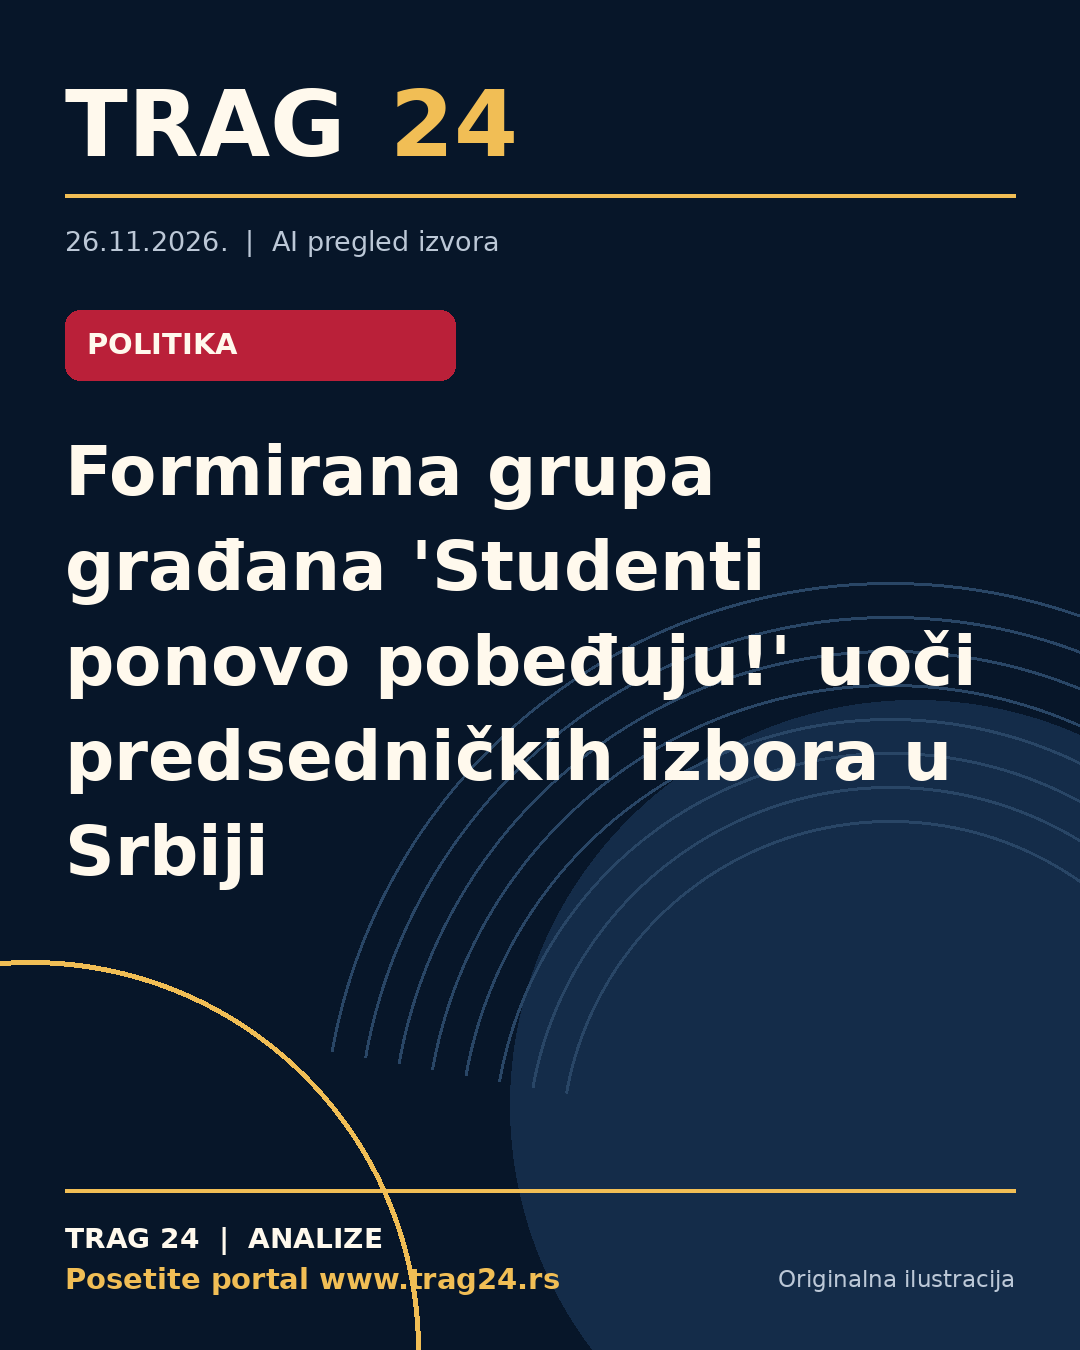 TRAG 24
26.11.2026. | AI pregled izvora
POLITIKA
Formirana grupa
građana 'Studenti
ponovo pobeđuju!' uoči
predsedničkih izbora u
Srbiji
TRAG 24 | ANALIZE
Posetite portal www.trag24.rs
Originalna ilustracija